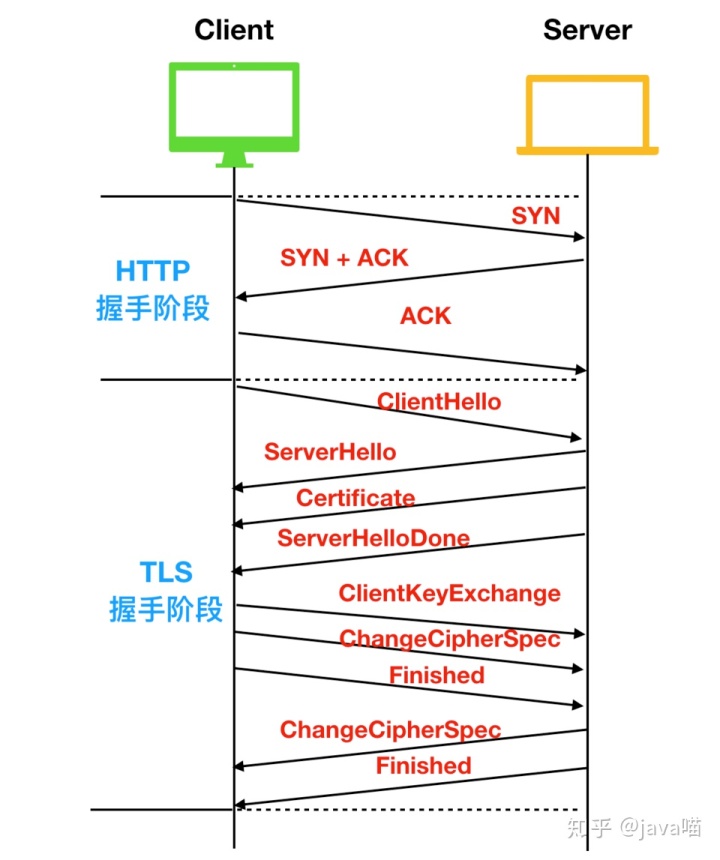 Client
Server
SYN
SYN + ACK
HTTP
握手阶段
ACK
ClientHello
ServerHello
Certificate
ServerHelloDone
TLS
握手阶段
ClientKeyExchange
ChangeCipherSpec
Finished
ChangeCipherSpec
Finished
知乎 @java喵